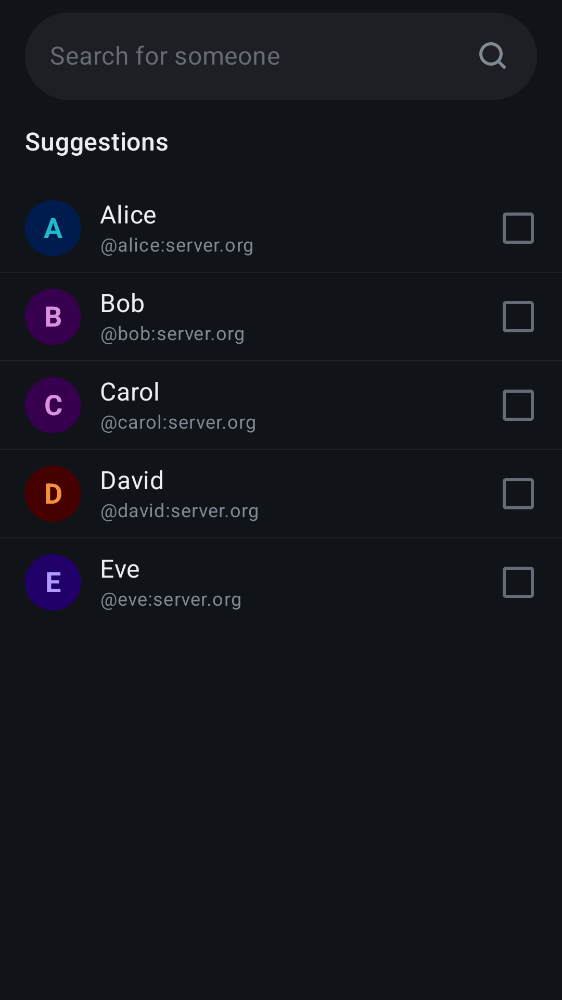 Search for someone
Suggestions
A
Alice
@alice:server.org
B
Bob
@bob:server.org
C
Carol
@carol:server.org
D
David
@david:server.org
E
Eve
@eve:server.org